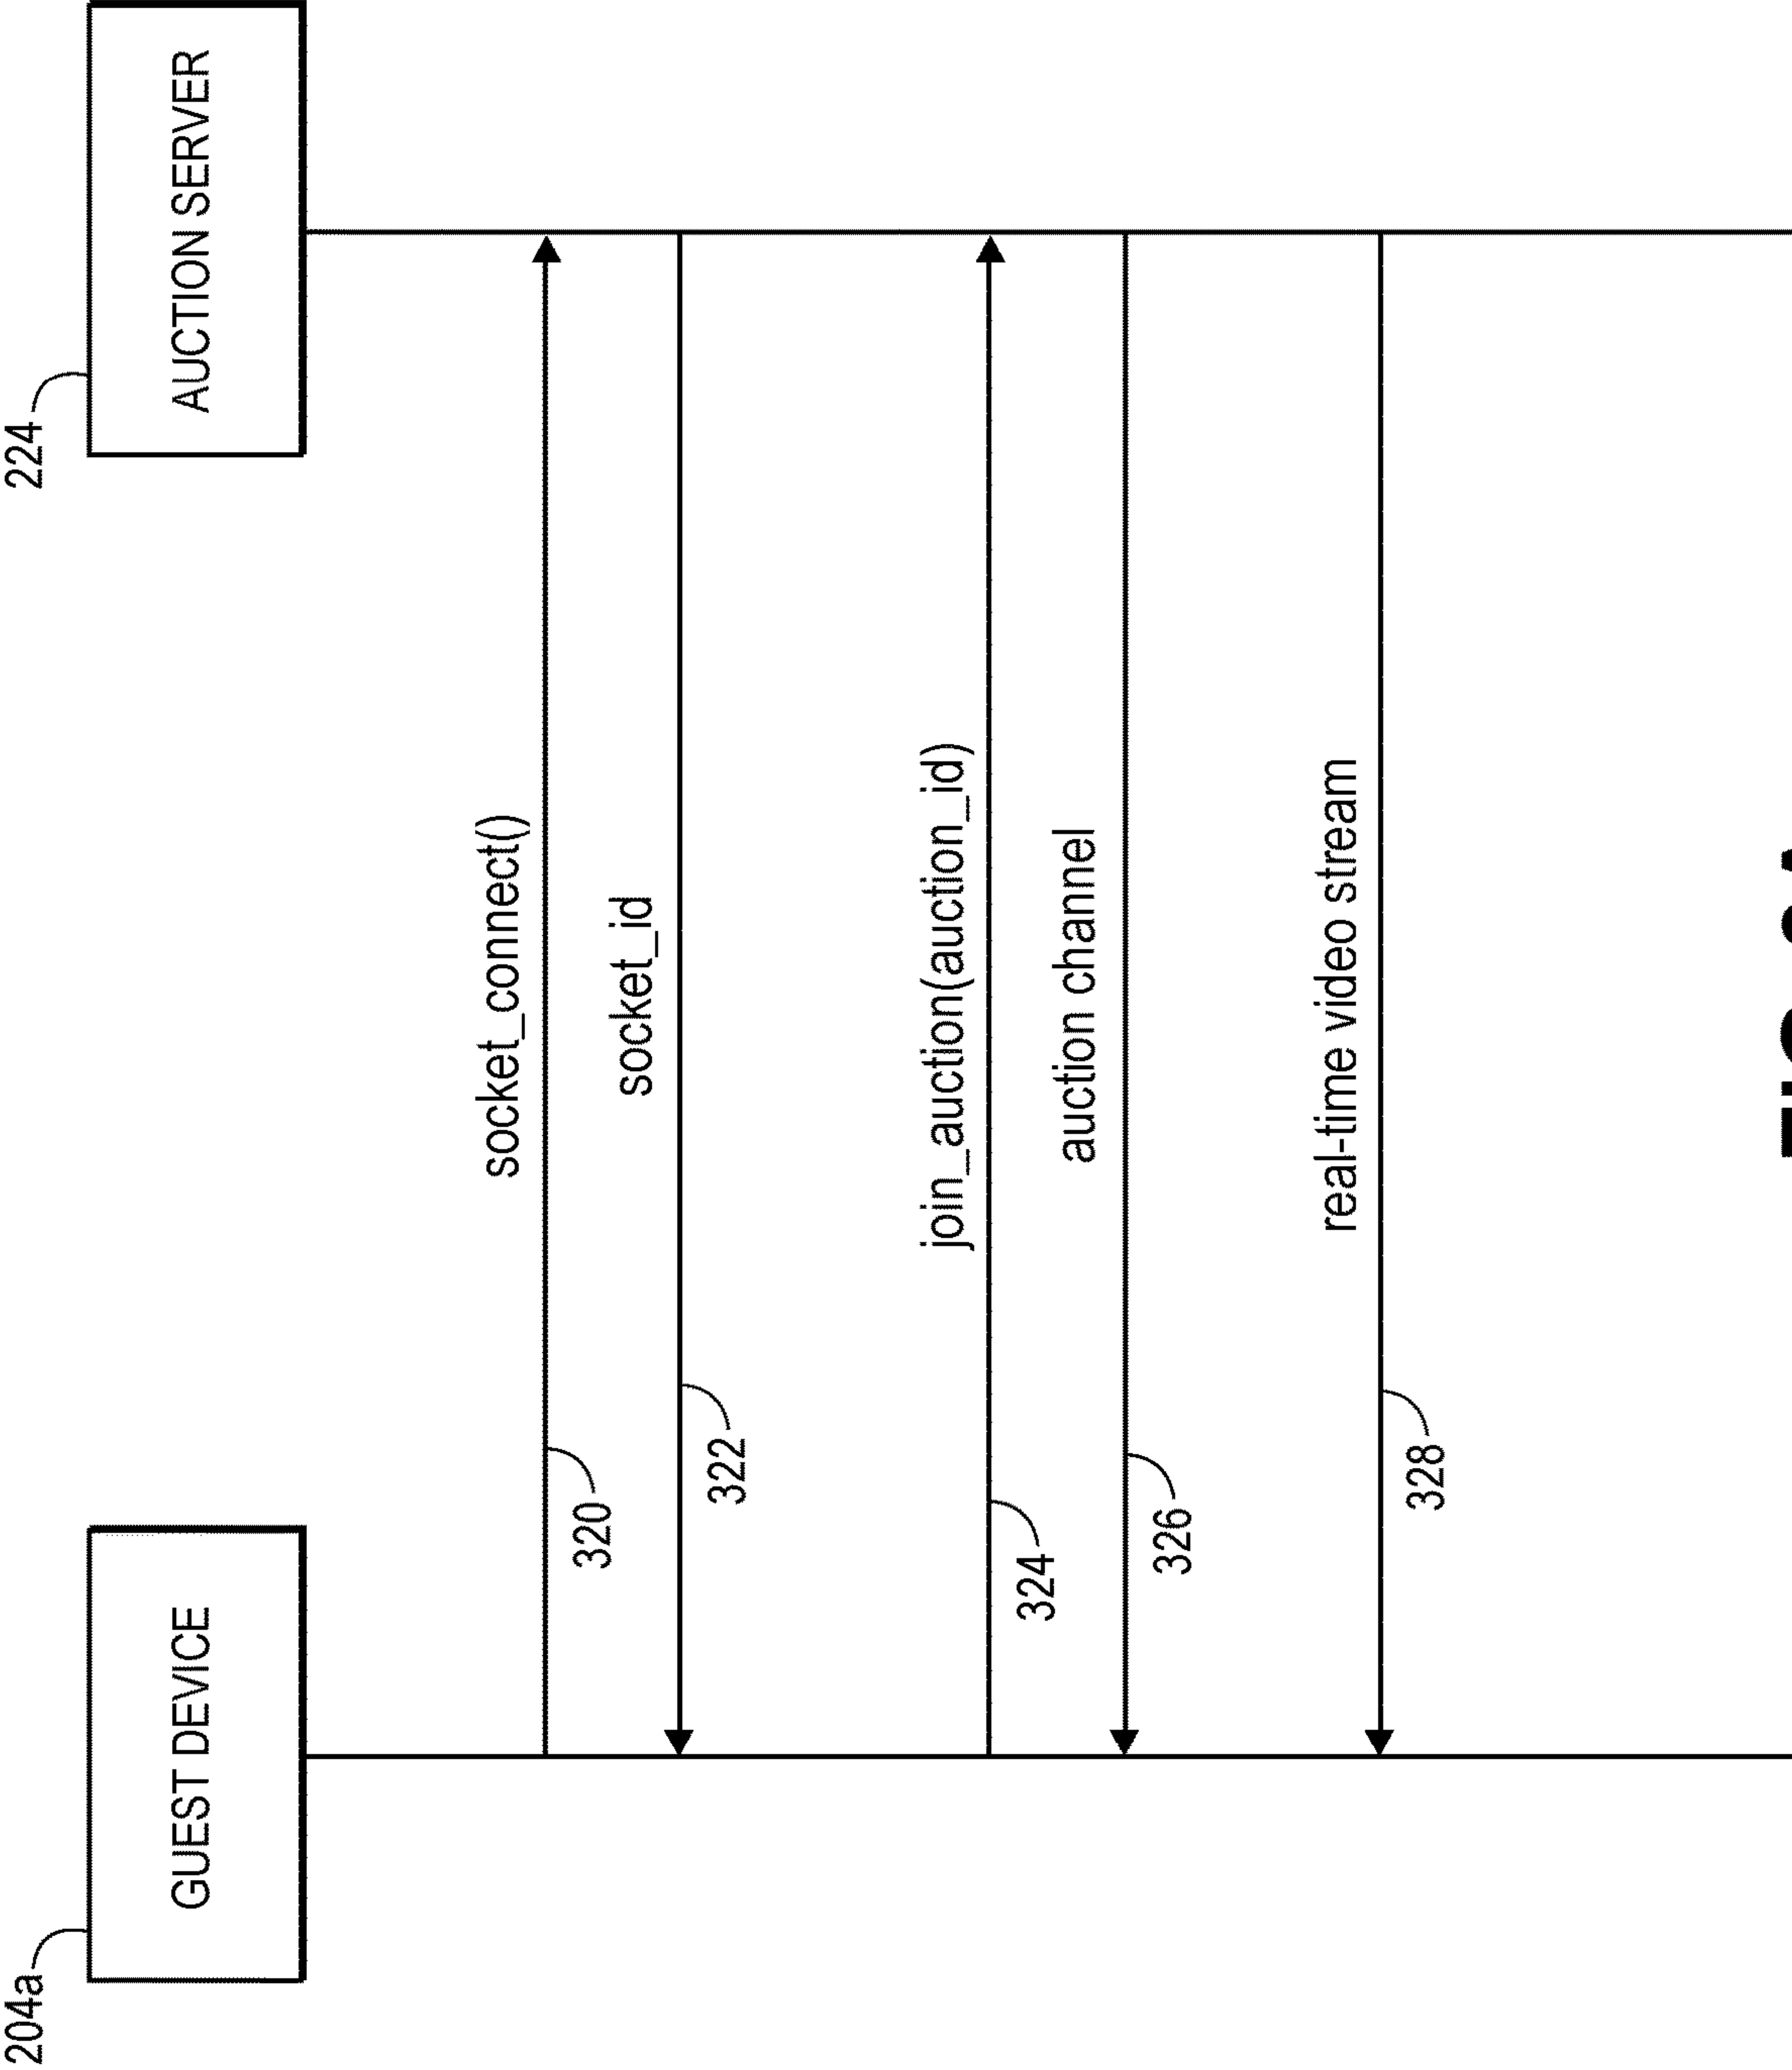 204a
GUEST DEVICE
224
AUCTION SERVER
socket_connect()
320
socket_id
322
join_auction(auction_id)
324
auction channel
326
real-time video stream
328